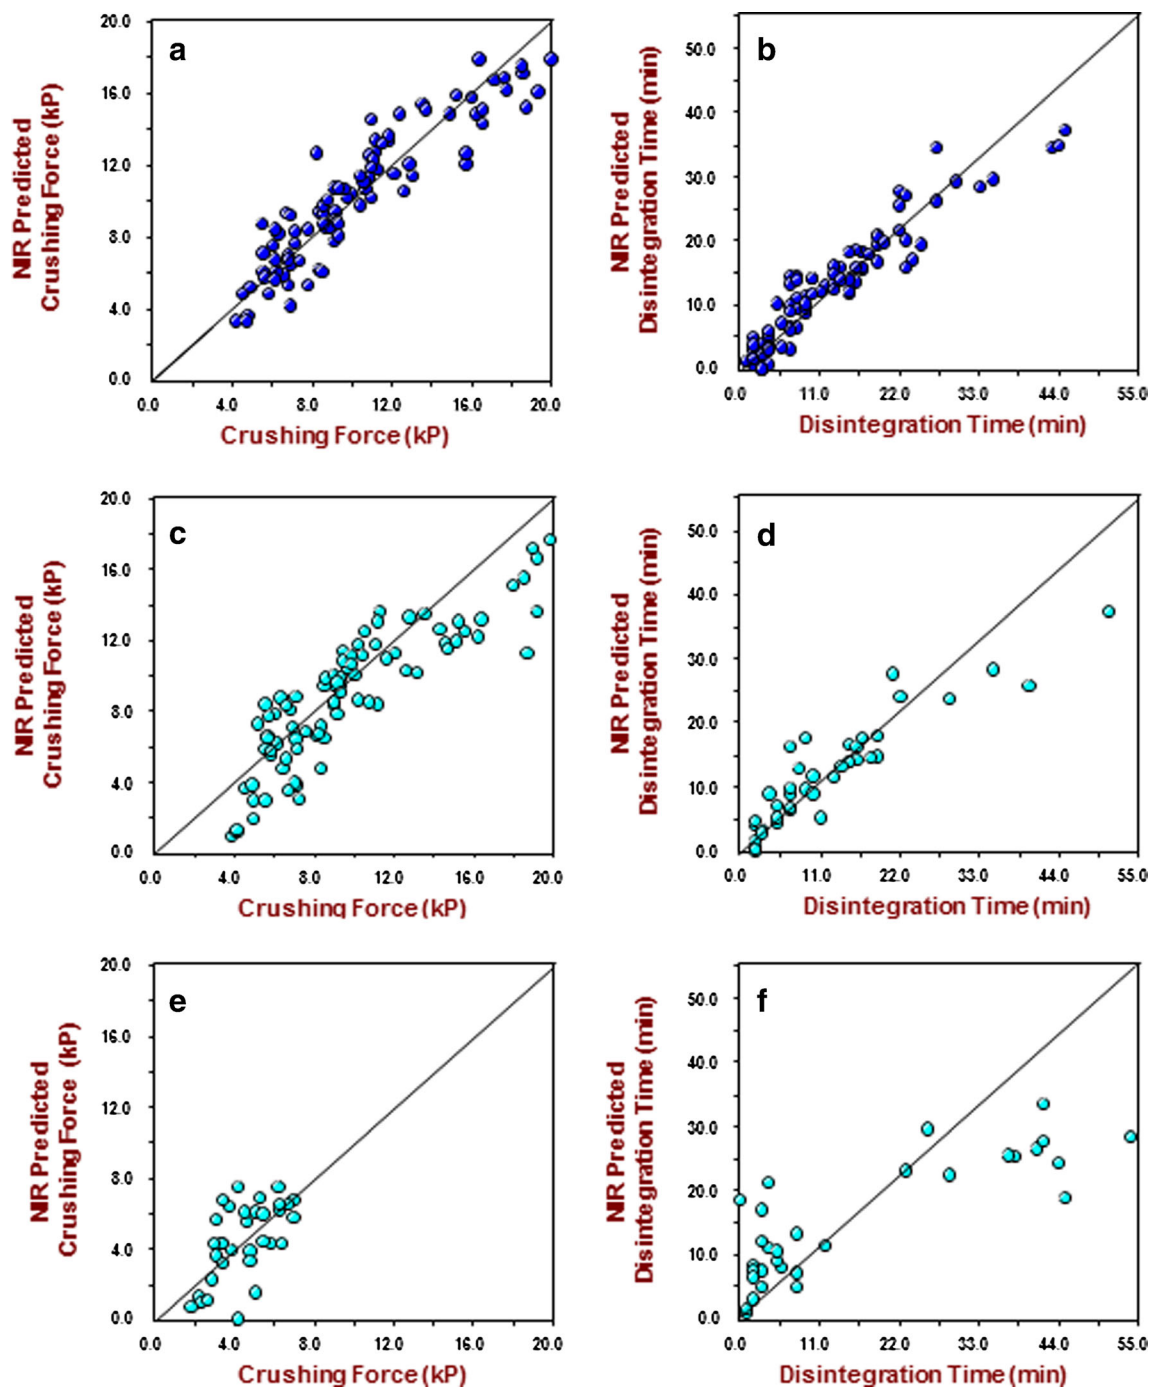 a
NIR Predicted
Crushing Force (kP)
20.0
16.0
12.0
8.0
4.0
0.0
0.0 4.0 8.0 12.0 16.0 20.0
Crushing Force (kP)
b
NIR Predicted
Disintegration Time (min)
50.0
40.0
30.0
20.0
10.0
0.0
0.0 11.0 22.0 33.0 44.0 55.0
Disintegration Time (min)
c
NIR Predicted
Crushing Force (kP)
20.0
16.0
12.0
8.0
4.0
0.0
0.0 4.0 8.0 12.0 16.0 20.0
Crushing Force (kP)
d
NIR Predicted
Disintegration Time (min)
50.0
40.0
30.0
20.0
10.0
0.0
0.0 11.0 22.0 33.0 44.0 55.0
Disintegration Time (min)
e
NIR Predicted
Crushing Force (kP)
20.0
16.0
12.0
8.0
4.0
0.0
0.0 4.0 8.0 12.0 16.0 20.0
Crushing Force (kP)
f
NIR Predicted
Disintegration Time (min)
50.0
40.0
30.0
20.0
10.0
0.0
0.0 11.0 22.0 33.0 44.0 55.0
Disintegration Time (min)